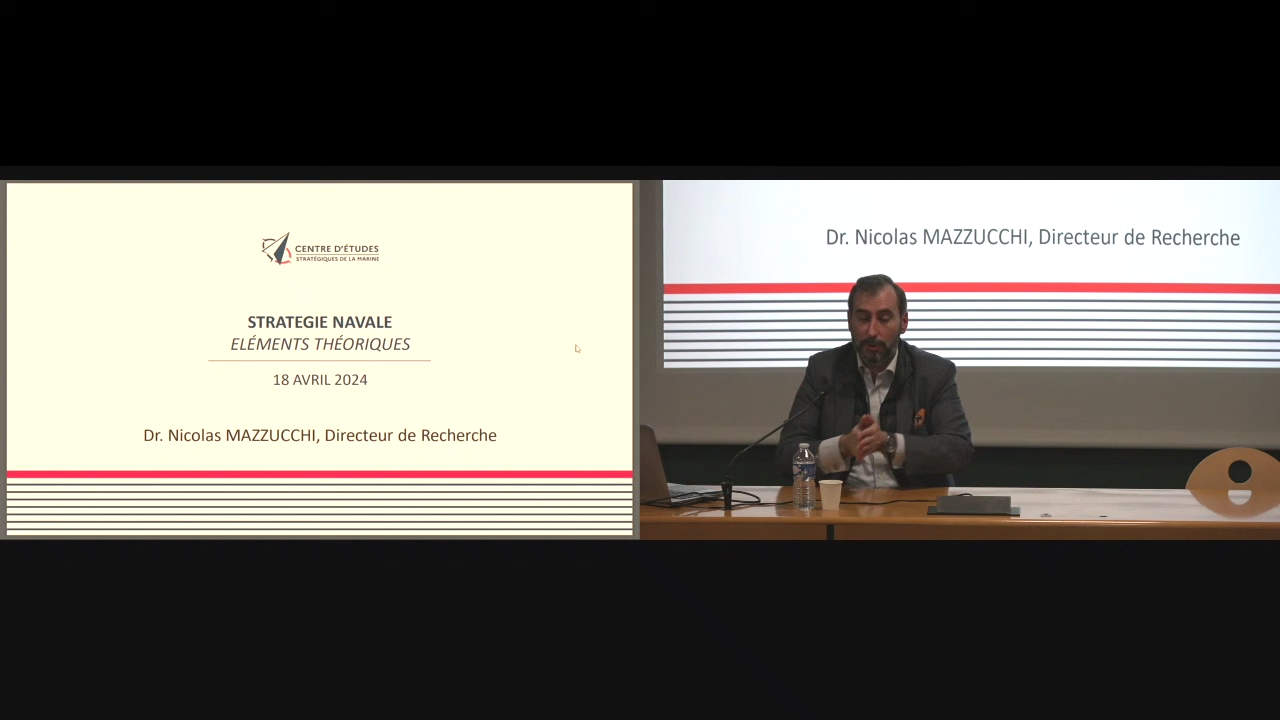 CENTRE D'ÉTUDES
STRATÉGIQUES DE LA MARINE
STRATEGIE NAVALE
ELÉMENTS THÉORIQUES
18 AVRIL 2024
Dr. Nicolas MAZZUCCHI, Directeur de Recherche
Dr. Nicolas MAZZUCCHI, Directeur de Recherche